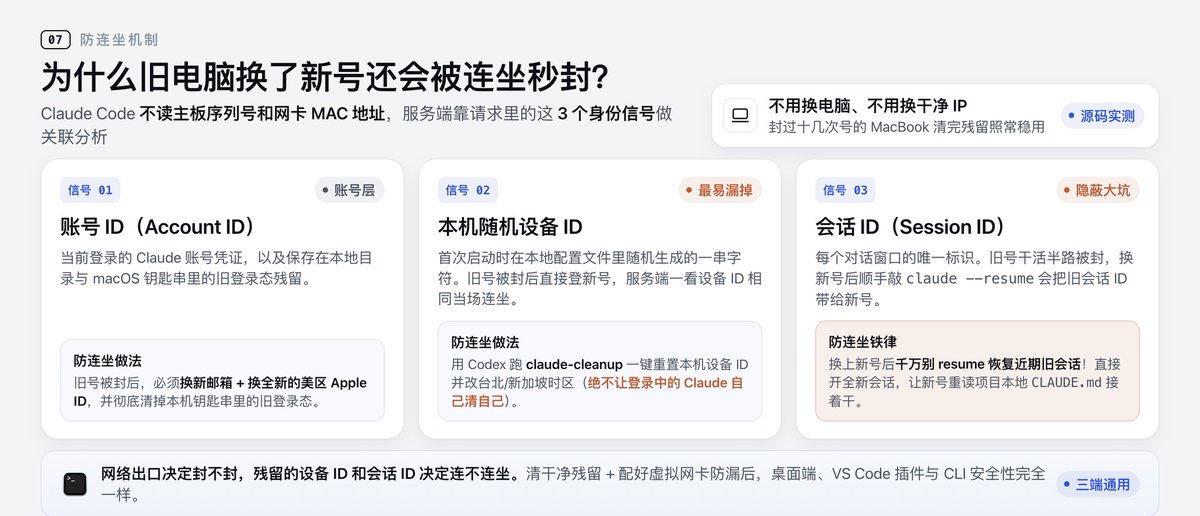 07 防连坐机制
为什么旧电脑换了新号还会被连坐秒封?
Claude Code 不读主板序列号和网卡 MAC 地址，服务端靠请求里的这 3 个身份信号做
关联分析
不用换电脑、不用换干净 IP
封过十几次号的 MacBook 清完残留照常稳用
源码实测
信号 01
账号层
账号 ID（Account ID）
当前登录的 Claude 账号凭证，以及保存在本地目
录与 macOS 钥匙串里的旧登录态残留。
防连坐做法
旧号被封后，必须换新邮箱 + 换全新的美区 Apple
ID，并彻底清掉本机钥匙串里的旧登录态。
信号 02
最易漏掉
本机随机设备 ID
首次启动时在本地配置文件里随机生成的一串字
符。旧号被封后直接登新号，服务端一看设备 ID 相
同当场连坐。
防连坐做法
用 Codex 跑 claude-cleanup 一键重置本机设备 ID
并改台北/新加坡时区（绝不让登录中的 Claude 自
己清自己）。
信号 03
隐蔽大坑
会话 ID（Session ID）
每个对话窗口的唯一标识。旧号干活半路被封，换
新号后顺手敲 claude --resume 会把旧会话 ID
带给新号。
防连坐铁律
换上新号后千万别 resume 恢复近期旧会话！直接
开全新会话，让新号重读项目本地 CLAUDE.md 接
着干。
网络出口决定封不封，残留的设备 ID 和会话 ID 决定连不连坐。清干净残留 + 配好虚拟网卡防漏后，桌面端、VS Code 插件与 CLI 安全性完全
一样。
三端通用